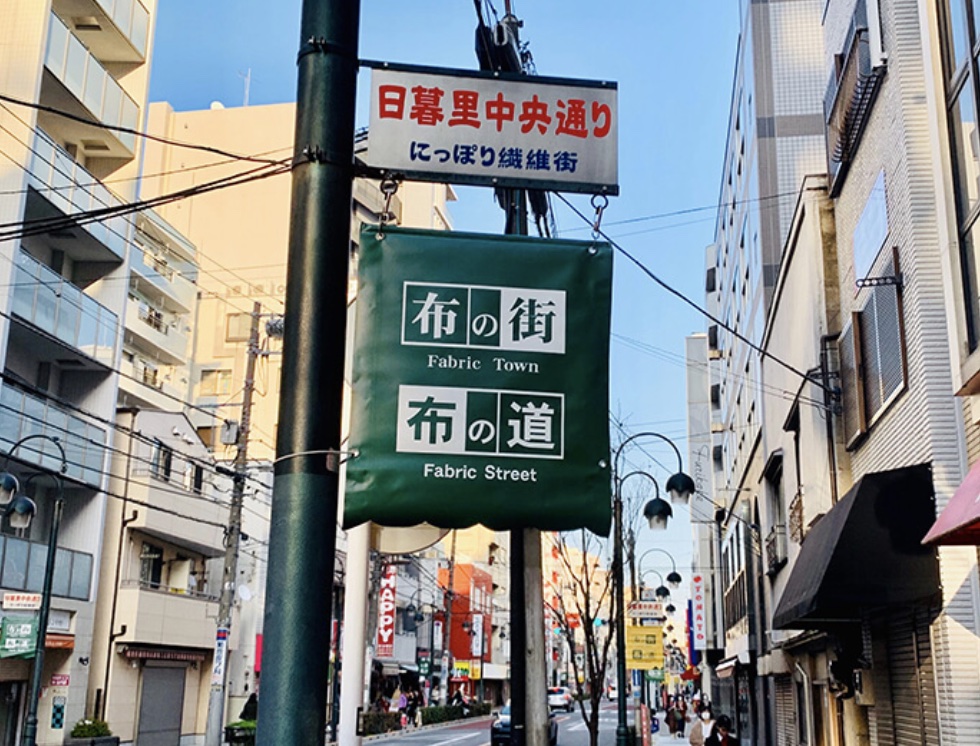 日暮里中央通り
にっぽり繊維街
布の街
Fabric Town
布の道
Fabric Street
HAPPY
TOMATO